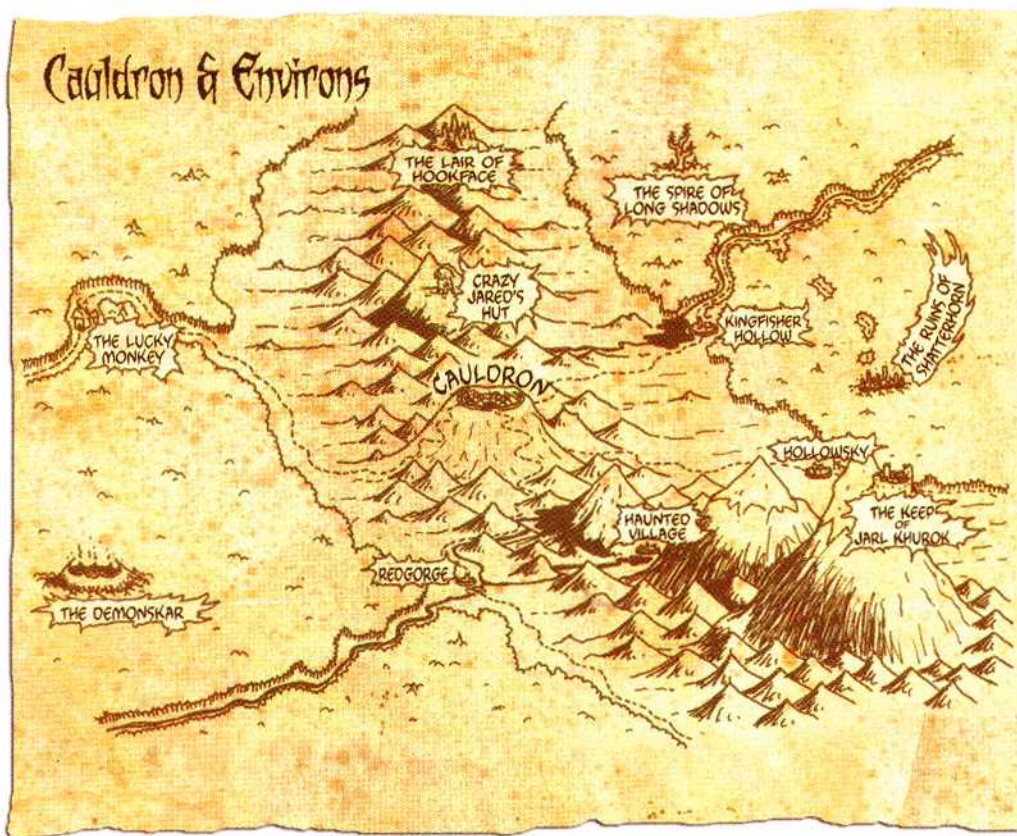 Cauldron & Environs
THE LAIR OF
HOOKFACE
THE SPIRE OF
LONG SHADOWS
CRAZY
JARED'S
HUT
THE LUCKY
MONKEY
KINGFISHER
HOLLOW
THE RUINS OF
SHATTERHORN
CAULDRON
HOLLOWSKY
THE KEEP
OF
JARL KHUROK
HAUNTED
VILLAGE
REDGORGE
THE DEMONSKAR